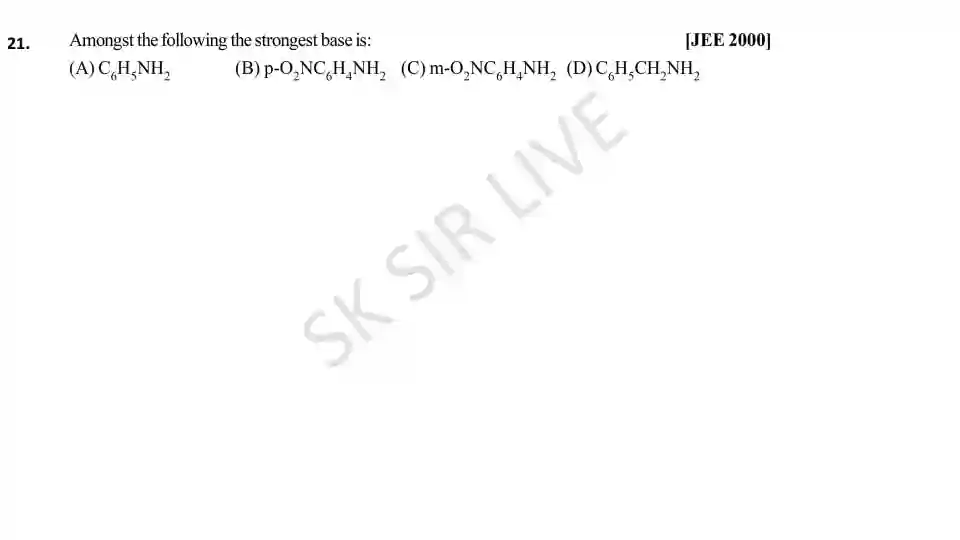 21. Amongst the following the strongest base is: [JEE 2000]
(A) C₆H₅NH₂ (B) p-O₂NC₆H₄NH₂ (C) m-O₂NC₆H₄NH₂ (D) C₆H₅CH₂NH₂
SK SIR LIVE